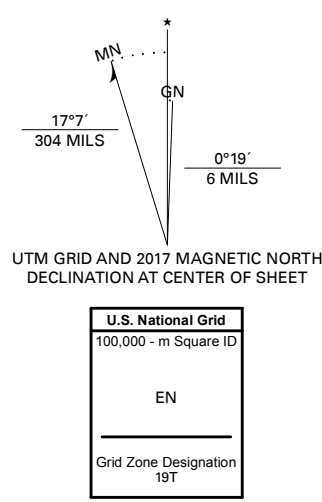 MN
GN
17°7´
304 MILS
0°19´
6 MILS
UTM GRID AND 2017 MAGNETIC NORTH
DECLINATION AT CENTER OF SHEET
U.S. National Grid
100,000 - m Square ID
EN
Grid Zone Designation
19T